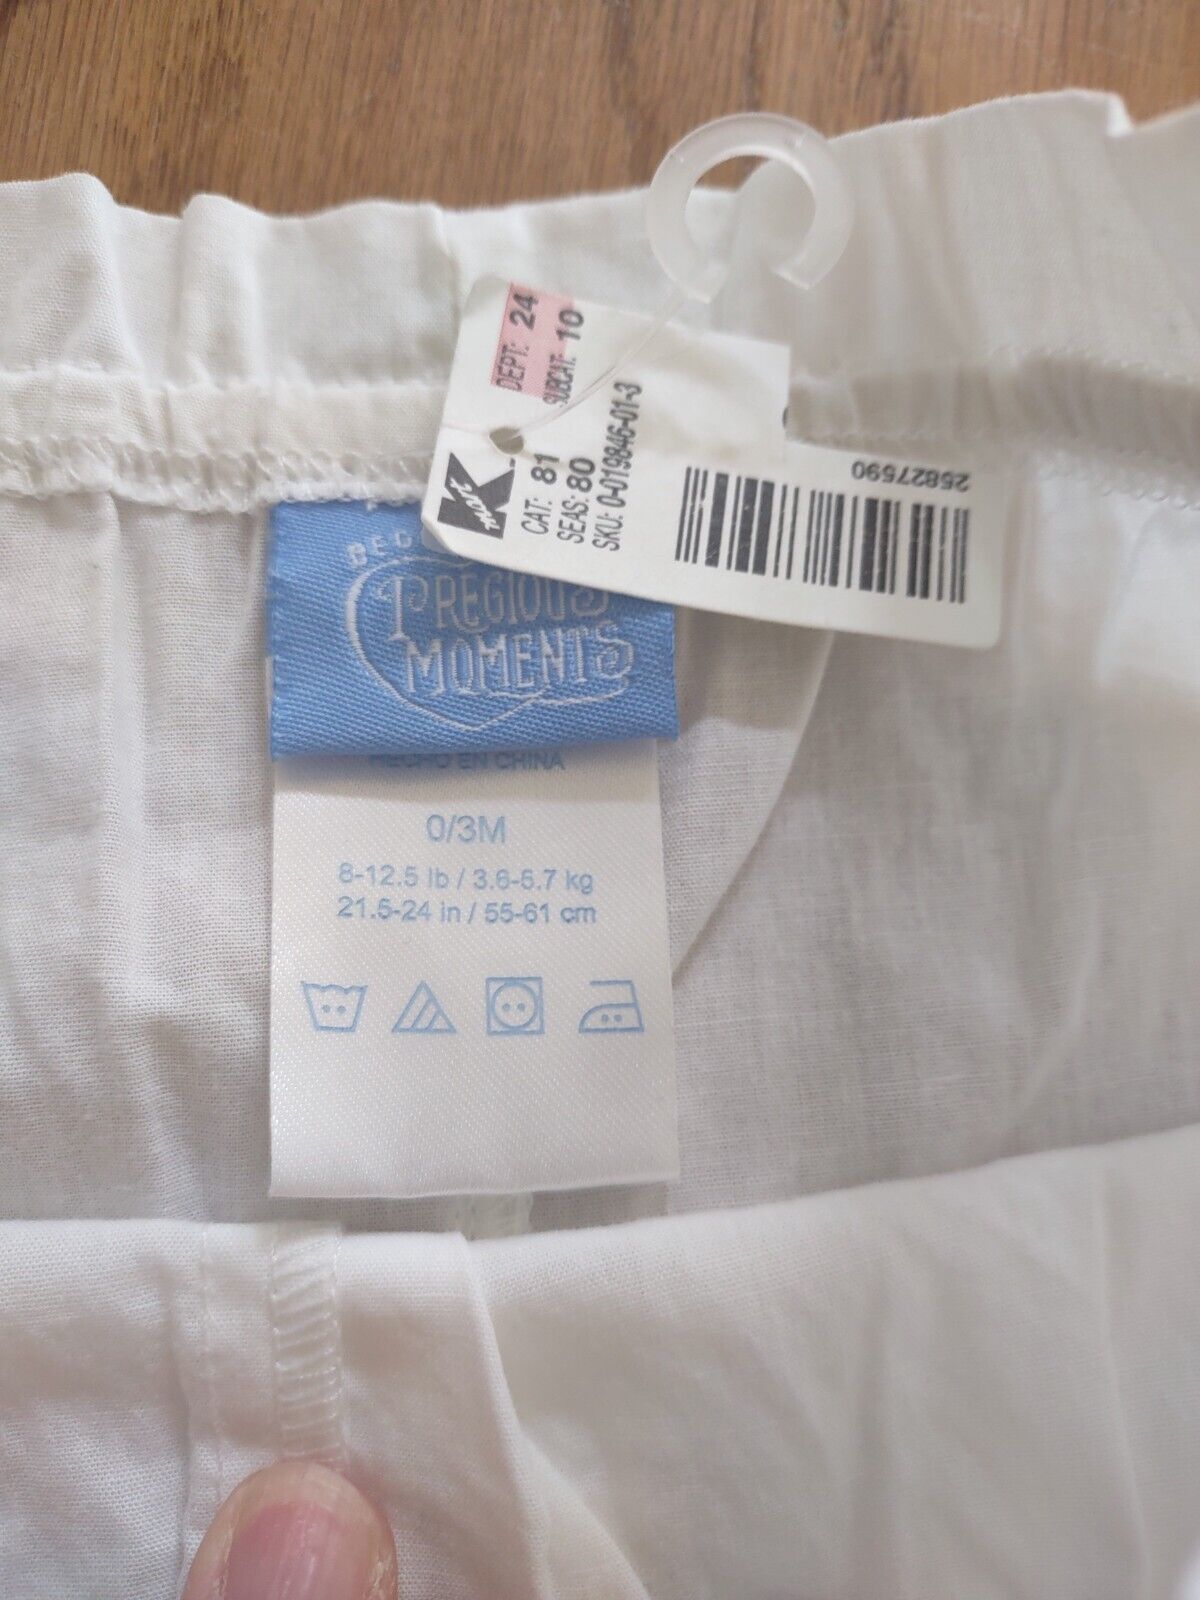 DEPT: 24
SUBCAT: 10
K
mart
CAT: 81
SEAS: 80
SKU: 0-019846-01-3
25827590
PRECIOUS
MOMENTS
HECHO EN CHINA
0/3M
8-12.5 lb / 3.6-5.7 kg
21.5-24 in / 55-61 cm